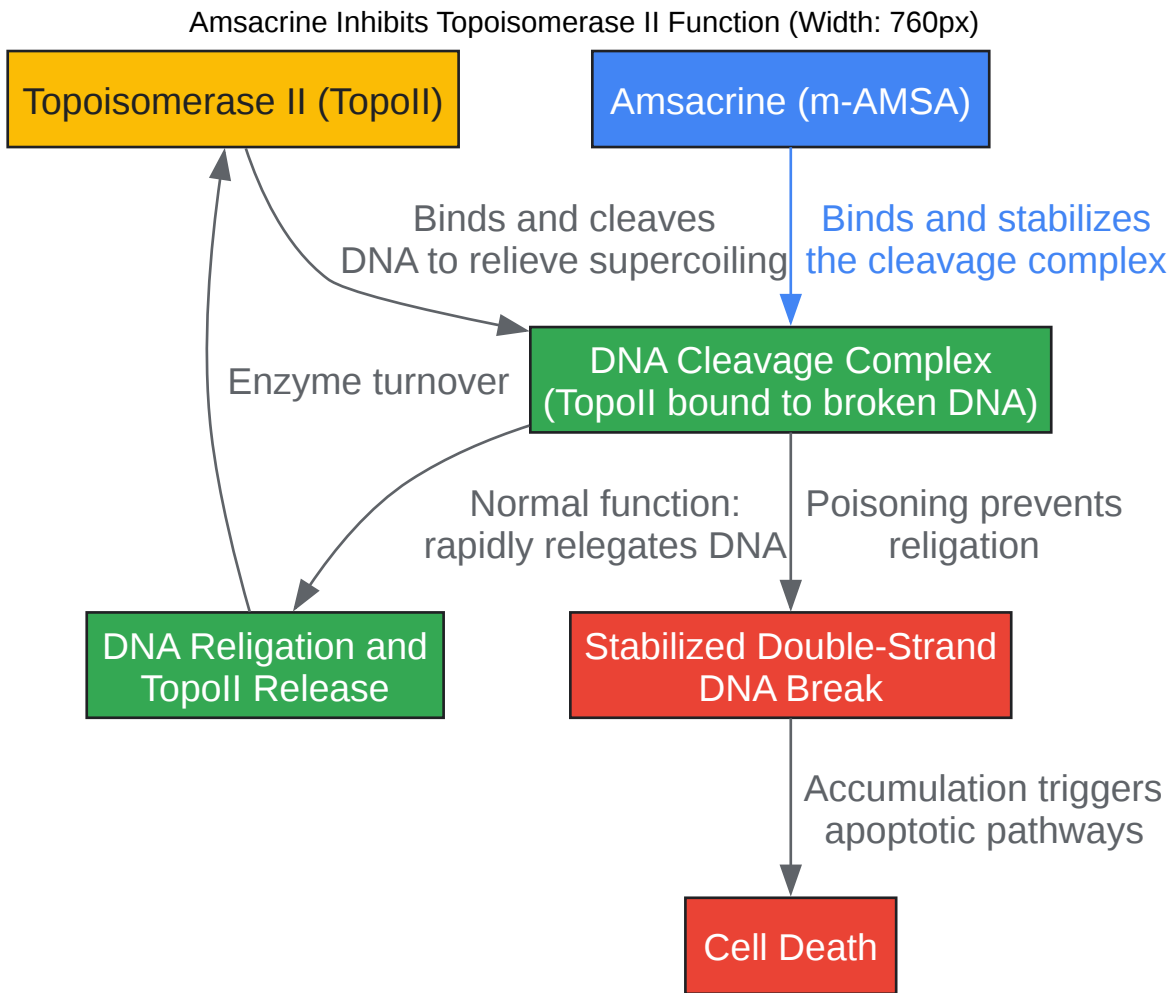 Amsacrine Inhibits Topoisomerase II Function (Width: 760px)
Topoisomerase II (TopoII)
Amsacrine (m-AMSA)
Binds and cleaves
DNA to relieve supercoiling
Binds and stabilizes
the cleavage complex
DNA Cleavage Complex
(TopoII bound to broken DNA)
Enzyme turnover
Normal function:
rapidly relegates DNA
Poisoning prevents
religation
DNA Religation and
TopoII Release
Stabilized Double-Strand
DNA Break
Accumulation triggers
apoptotic pathways
Cell Death